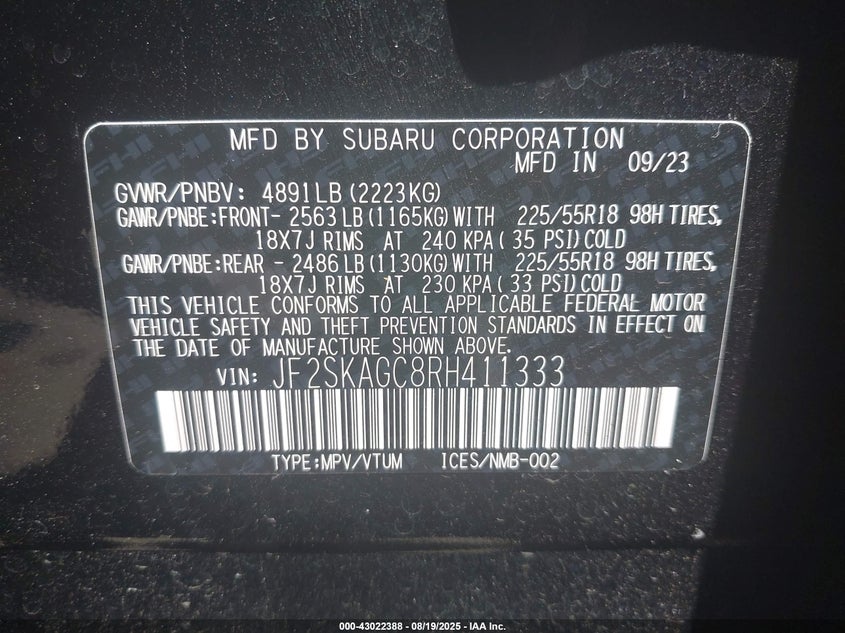 MFD BY SUBARU CORPORATION
MFD IN 09/23
GVWR/PNBV: 4891LB (2223KG)
GAWR/PNBE:FRONT- 2563 LB (1165KG) WITH 225/55R18 98H TIRES,
18X7J RIMS AT 240 KPA ( 35 PSI) COLD
GAWR/PNBE:REAR - 2486 LB (1130KG) WITH 225/55R18 98H TIRES,
18X7J RIMS AT 230 KPA ( 33 PSI) COLD
THIS VEHICLE CONFORMS TO ALL APPLICABLE FEDERAL MOTOR
VEHICLE SAFETY AND THEFT PREVENTION STANDARDS IN EFFECT ON
THE DATE OF MANUFACTURE SHOWN ABOVE.
VIN: JF2SKAGC8RH411333
TYPE:MPV/VTUM ICES/NMB-002
000-43022388 - 08/19/2025 - IAA Inc.